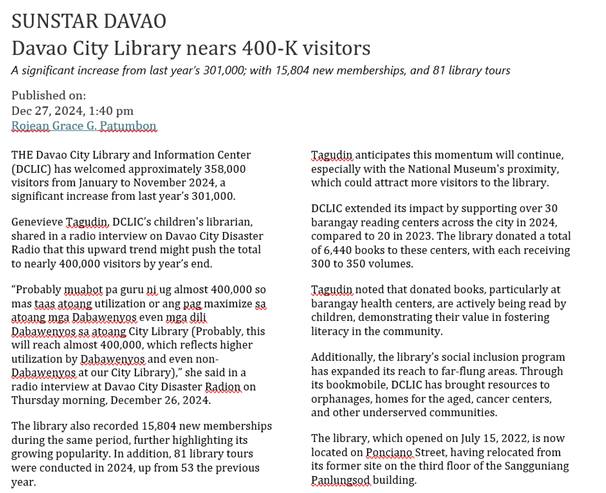 SUNSTAR DAVAO
Davao City Library nears 400-K visitors
A significant increase from last year's 301,000; with 15,804 new memberships, and 81 library tours
Published on:
Dec 27, 2024, 1:40 pm
Rojean Grace G. Patumbon
THE Davao City Library and Information Center
(DCLIC) has welcomed approximately 358,000
visitors from January to November 2024, a
significant increase from last year's 301,000.
Genevieve Tagudin, DCLIC's children's librarian,
shared in a radio interview on Davao City Disaster
Radio that this upward trend might push the total
to nearly 400,000 visitors by year's end.
"Probably muabot pa guru ni ug almost 400,000 so
mas taas atoang utilization or ang pag maximize sa
atoang mga Dabawenyos even mga dili
Dabawenyos sa atoang City Library (Probably, this
will reach almost 400,000, which reflects higher
utilization by Dabawenyos and even non-
Dabawenyos at our City Library)," she said in a
radio interview at Davao City Disaster Radion on
Thursday morning, December 26, 2024.
The library also recorded 15,804 new memberships
during the same period, further highlighting its
growing popularity. In addition, 81 library tours
were conducted in 2024, up from 53 the previous
year.
Tagudin anticipates this momentum will continue,
especially with the National Museum's proximity,
which could attract more visitors to the library.
DCLIC extended its impact by supporting over 30
barangay reading centers across the city in 2024,
compared to 20 in 2023. The library donated a total
of 6,440 books to these centers, with each receiving
300 to 350 volumes.
Tagudin noted that donated books, particularly at
barangay health centers, are actively being read by
children, demonstrating their value in fostering
literacy in the community.
Additionally, the library's social inclusion program
has expanded its reach to far-flung areas. Through
its bookmobile, DCLIC has brought resources to
orphanages, homes for the aged, cancer centers,
and other underserved communities.
The library, which opened on July 15, 2022, is now
located on Ponciano Street, having relocated from
its former site on the third floor of the Sangguniang
Panlungsod building.